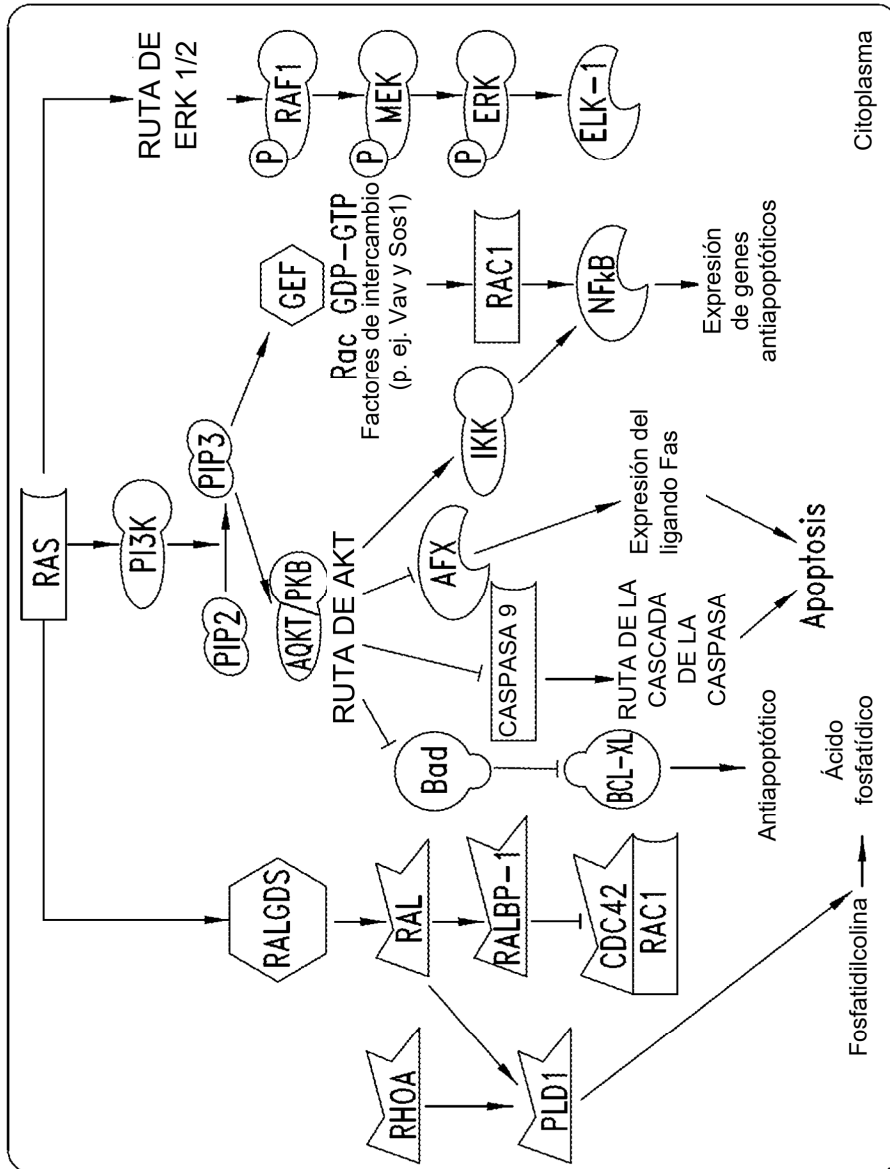 RAS
RUTA DE
ERK 1/2
PI3K
PIP2
PIP3
RALGDS
RAF1
P
MEK
P
ERK
P
ELK-1
GEF
Rac GDP-GTP
Factores de intercambio
(p. ej. Vav y Sos1)
RAC1
NFkB
Expresión
de genes
antiapoptóticos
AQKT/PKB
RUTA DE AKT
IKK
AFX
Expresión del
ligando Fas
CASPASA 9
RUTA DE LA
CASCADA
DE LA
CASPASA
Apoptosis
Bad
BCL-XL
Antiapoptótico
RAL
RALBP-1
CDC42
RAC1
RHOA
PLD1
Fosfatidilcolina
Ácido
fosfatídico
Citoplasma